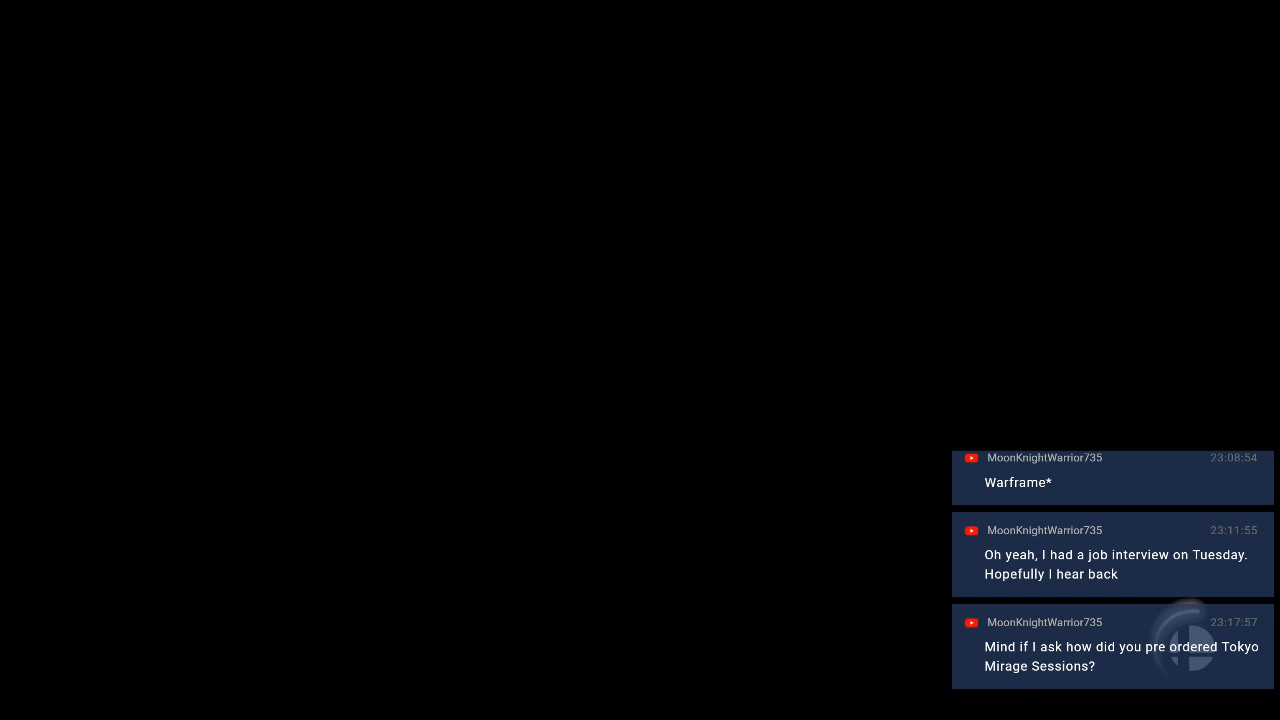 MoonKnightWarrior735 23:08:54
Warframe*
MoonKnightWarrior735 23:11:55
Oh yeah, I had a job interview on Tuesday.
Hopefully I hear back
MoonKnightWarrior735 23:17:57
Mind if I ask how did you pre ordered Tokyo
Mirage Sessions?